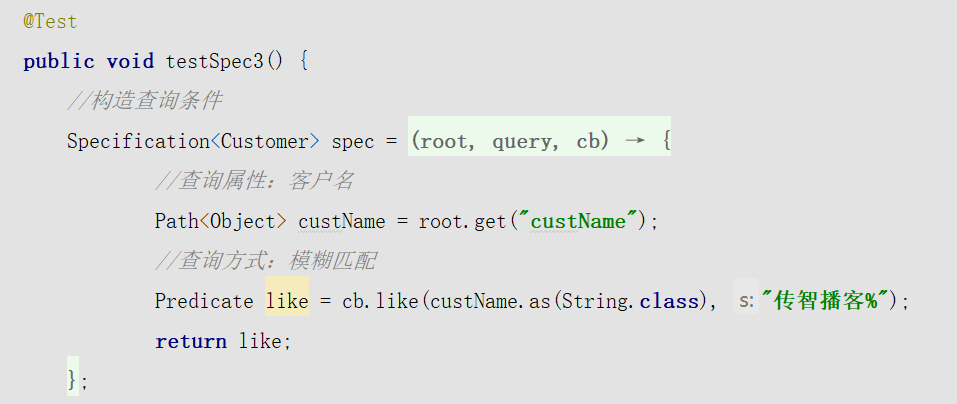 @Test
public void testSpec3() {
//构造查询条件
Specification<Customer> spec = (root, query, cb) → {
//查询属性：客户名
Path<Object> custName = root.get("custName");
//查询方式：模糊匹配
Predicate like = cb.like(custName.as(String.class), s: "传智播客%");
return like;
};